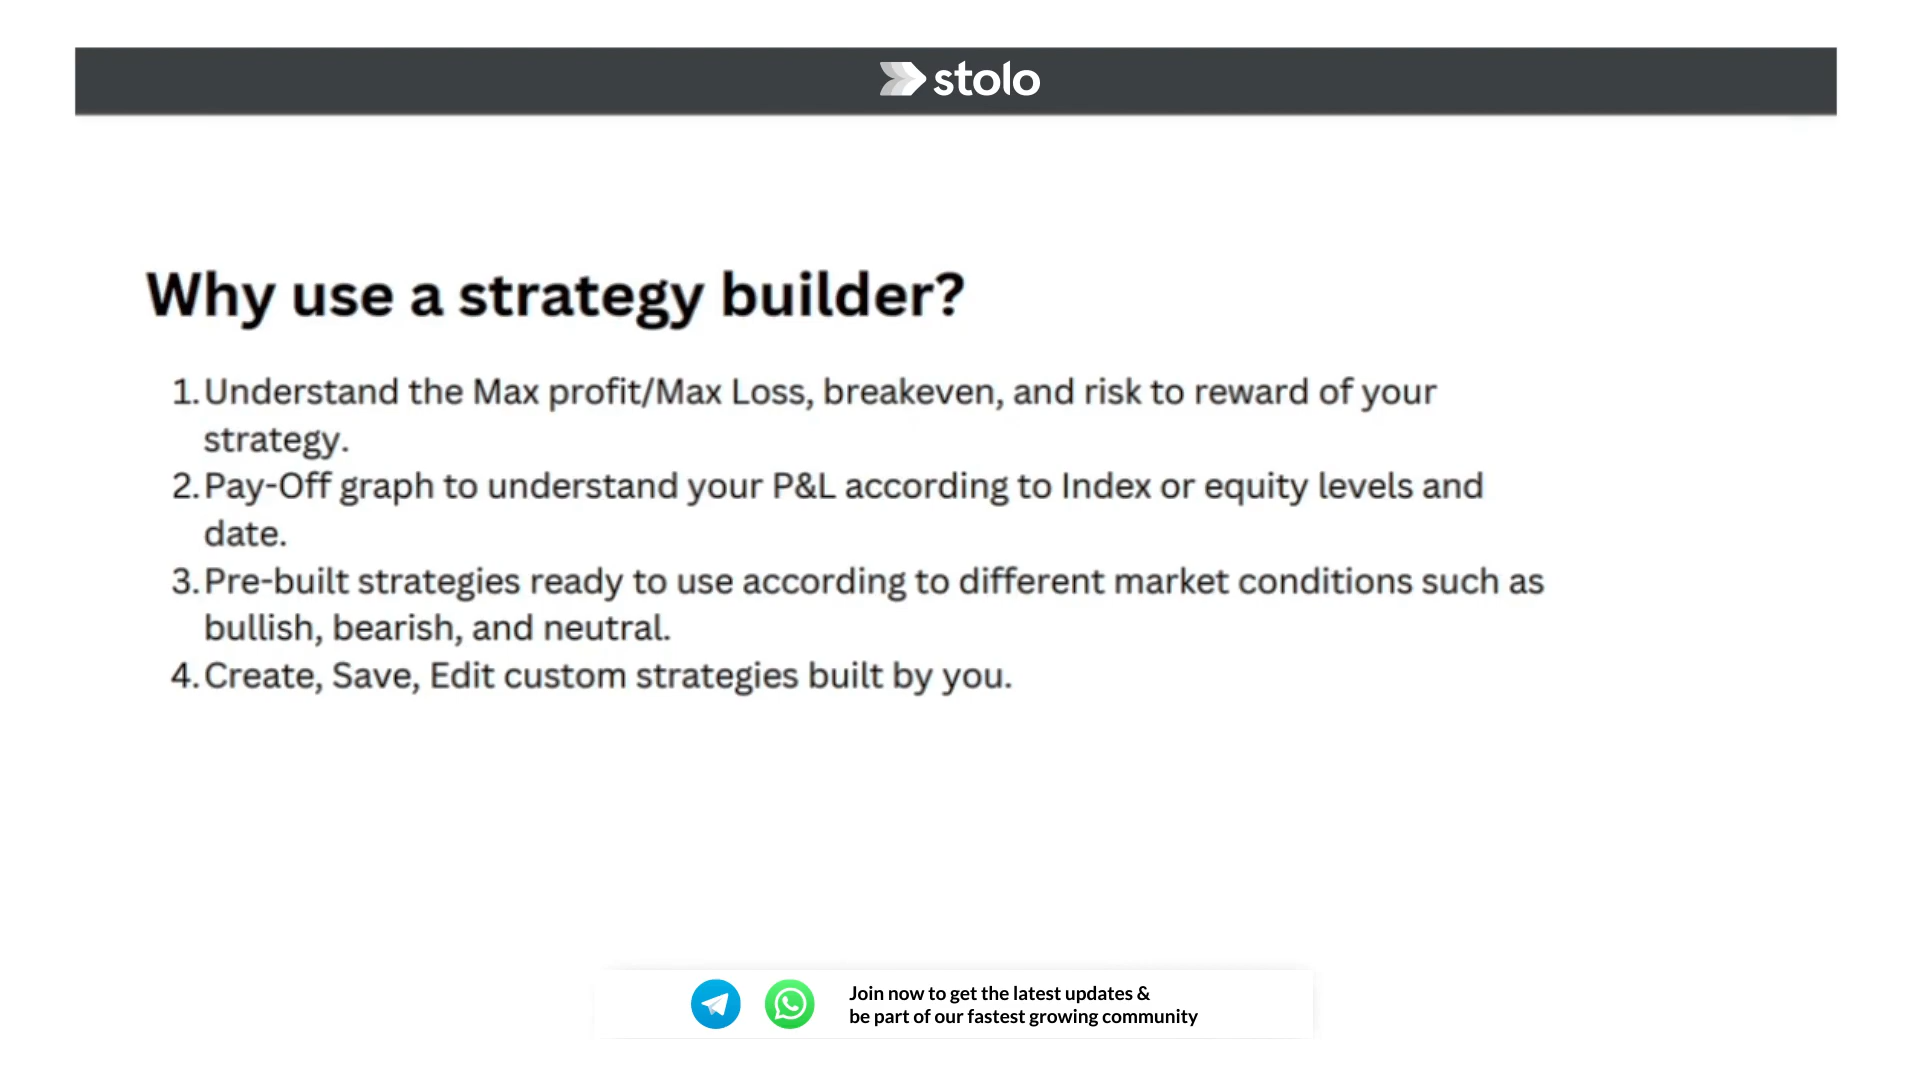 stolo
Why use a strategy builder?
1. Understand the Max profit/Max Loss, breakeven, and risk to reward of your
strategy.
2. Pay-Off graph to understand your P&L according to Index or equity levels and
date.
3. Pre-built strategies ready to use according to different market conditions such as
bullish, bearish, and neutral.
4. Create, Save, Edit custom strategies built by you.
Join now to get the latest updates &
be part of our fastest growing community